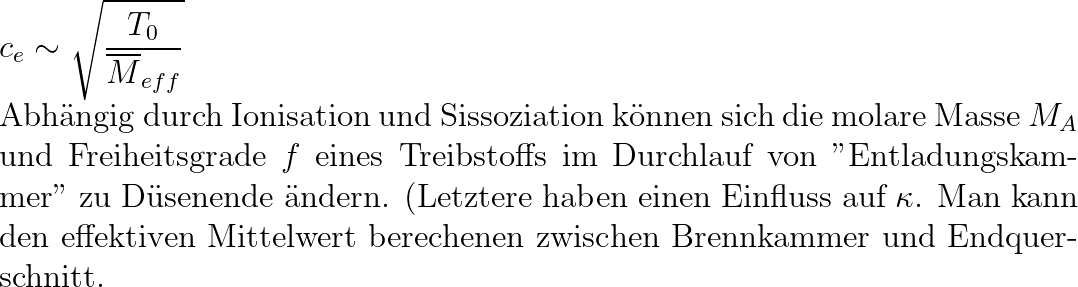 c_e ∼ √(T_0 / M̅_{eff})
Abhängig durch Ionisation und Sissoziation können sich die molare Masse M_A
und Freiheitsgrade f eines Treibstoffs im Durchlauf von ”Entladungskam-
mer” zu Düsenende ändern. (Letztere haben einen Einfluss auf κ. Man kann
den effektiven Mittelwert berechenen zwischen Brennkammer und Endquer-
schnitt.